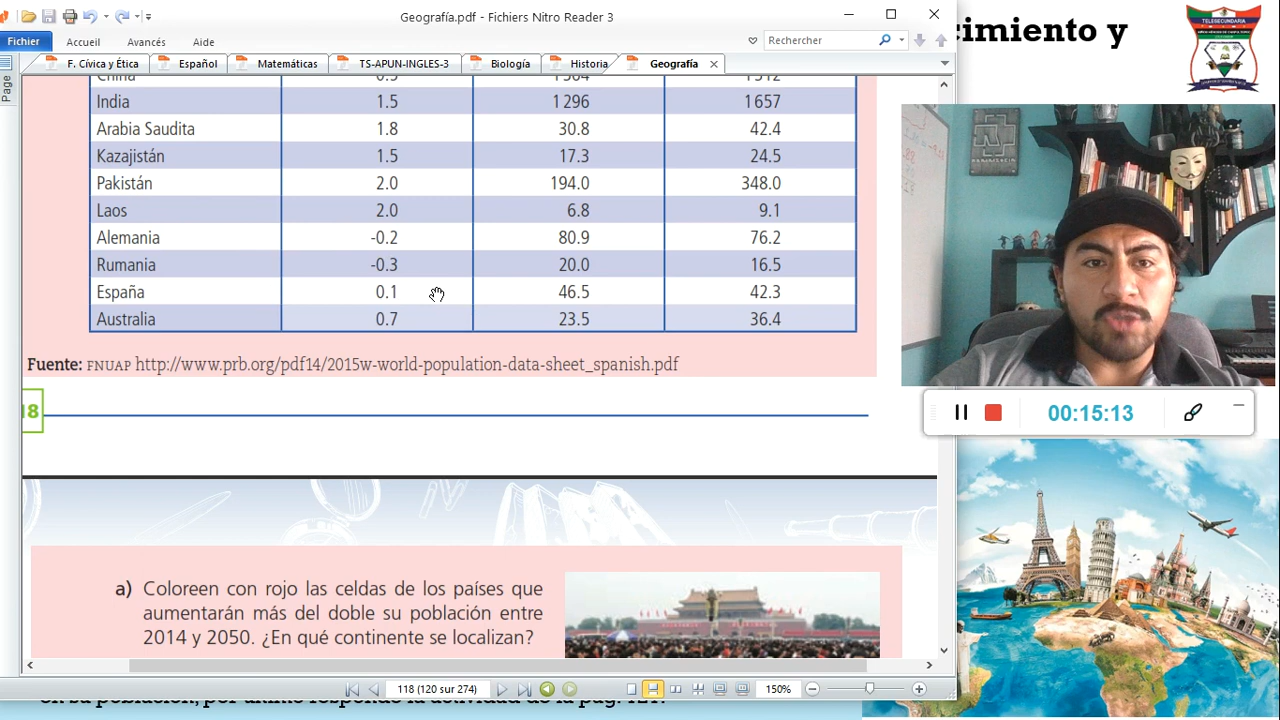 Geografía.pdf - Fichiers Nitro Reader 3
cimiento y
TELESECUNDARIA
Fichier
Accueil
Avancés
Aide
F. Cívica y Ética
Español
Matemáticas
TS-APUN-INGLES-3
Historia
Geografía
Page
China
India 1.5 1 296 1 657
Arabia Saudita 1.8 30.8 42.4
Kazajistán 1.5 17.3 24.5
Pakistán 2.0 194.0 348.0
Laos 2.0 6.8 9.1
Alemania -0.2 80.9 76.2
Rumania -0.3 20.0 16.5
España 0.1 46.5 42.3
Australia 0.7 23.5 36.4
Fuente: FNUAP http://www.prb.org/pdf14/2015w-world-population-data-sheet_spanish.pdf
18
00:15:13
a) Coloreen con rojo las celdas de los países que
aumentarán más del doble su población entre
2014 y 2050. ¿En qué continente se localizan?
118 (120 sur 274)
150%